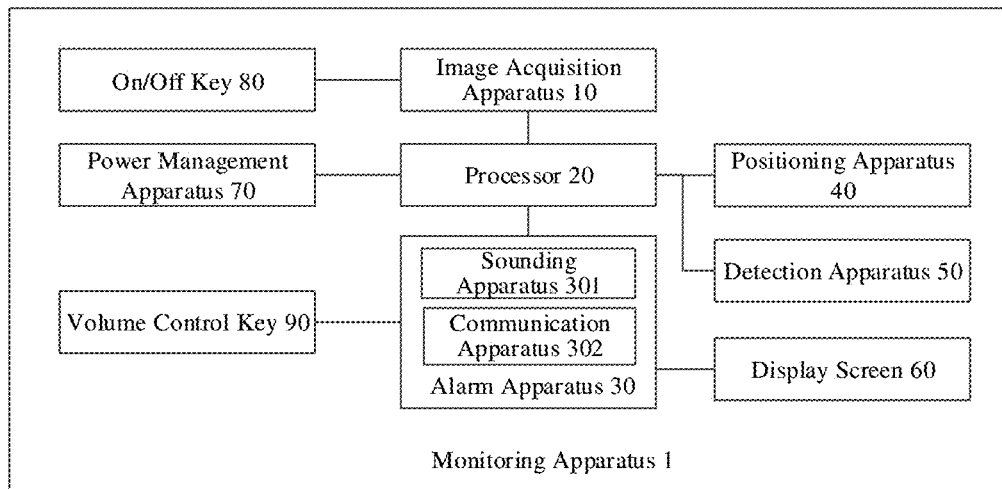 On/Off Key 80
Image Acquisition
Apparatus 10
Power Management
Apparatus 70
Processor 20
Positioning Apparatus
40
Sounding
Apparatus 301
Detection Apparatus 50
Volume Control Key 90
Communication
Apparatus 302
Alarm Apparatus 30
Display Screen 60
Monitoring Apparatus 1